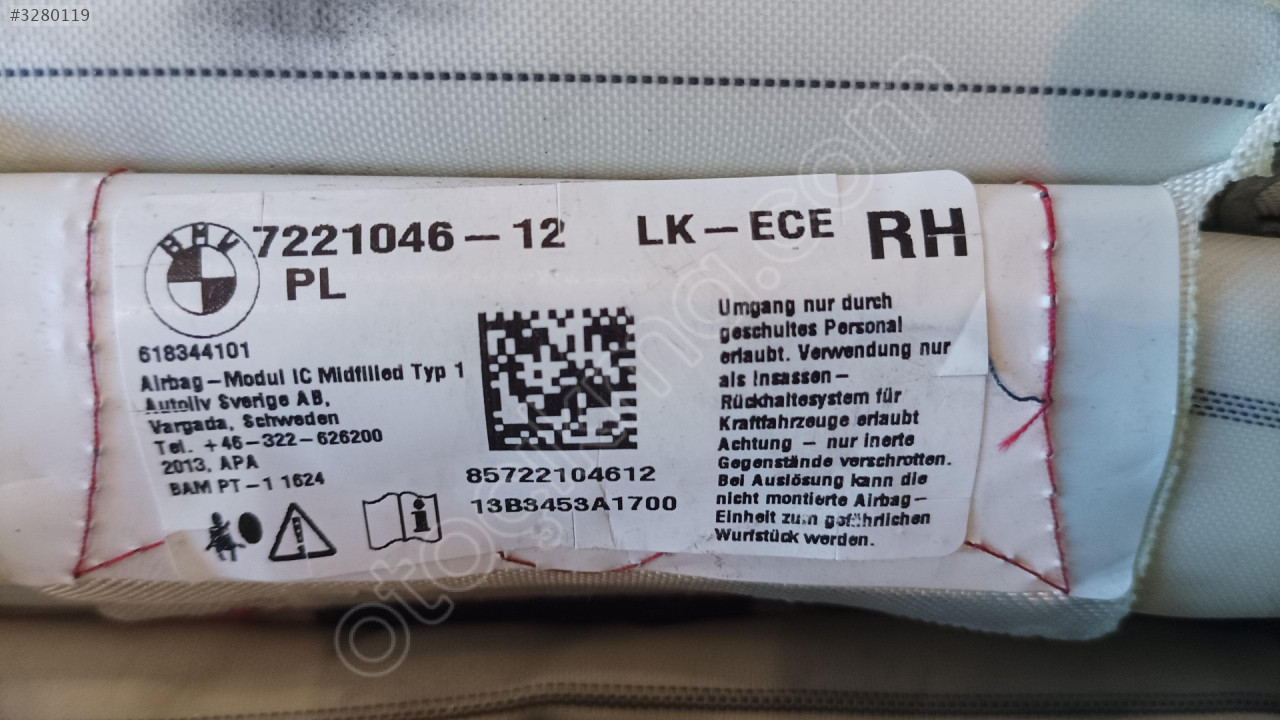 #3280119
BMW
7221046-12 LK-ECE RH
PL
618344101
Airbag-Modul IC Midfilled Typ 1
Autoliv Sverige AB,
Vargada, Schweden
Tel. +46-322-626200
2013, APA
BAM PT-1 1624
85722104612
13B3453A1700
Umgang nur durch
geschultes Personal
erlaubt. Verwendung nur
als Insassen-
Rückhaltesystem für
Kraftfahrzeuge erlaubt
Achtung - nur inerte
Gegenstände verschrotten.
Bei Auslösung kann die
nicht montierte Airbag-
Einheit zum gefährlichen
Wurfstück werden.
otocikma.com